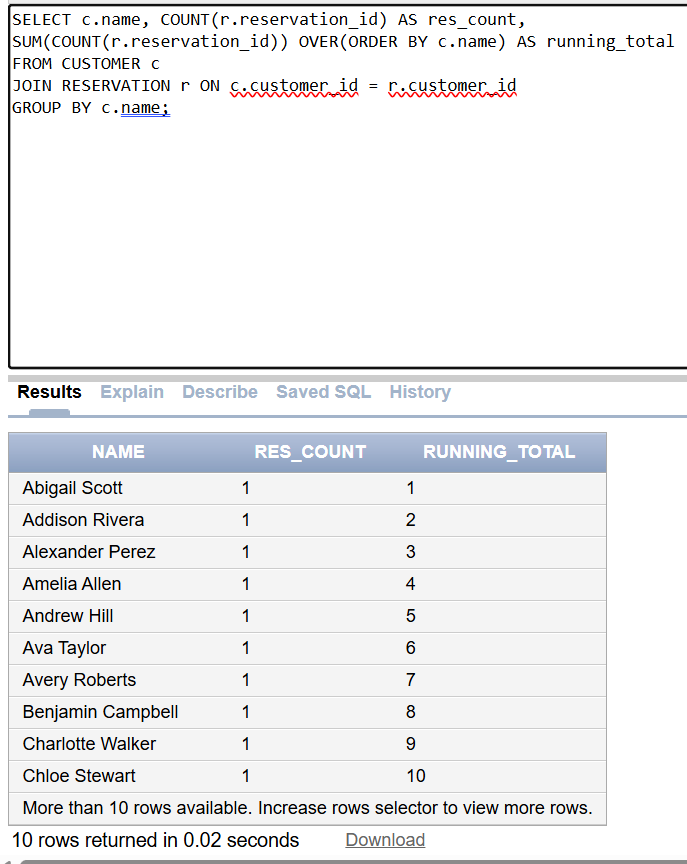 SELECT c.name, COUNT(r.reservation_id) AS res_count,
SUM(COUNT(r.reservation_id)) OVER(ORDER BY c.name) AS running_total
FROM CUSTOMER c
JOIN RESERVATION r ON c.customer_id = r.customer_id
GROUP BY c.name;
Results Explain Describe Saved SQL History
NAME RES_COUNT RUNNING_TOTAL
Abigail Scott 1 1
Addison Rivera 1 2
Alexander Perez 1 3
Amelia Allen 1 4
Andrew Hill 1 5
Ava Taylor 1 6
Avery Roberts 1 7
Benjamin Campbell 1 8
Charlotte Walker 1 9
Chloe Stewart 1 10
More than 10 rows available. Increase rows selector to view more rows.
10 rows returned in 0.02 seconds Download